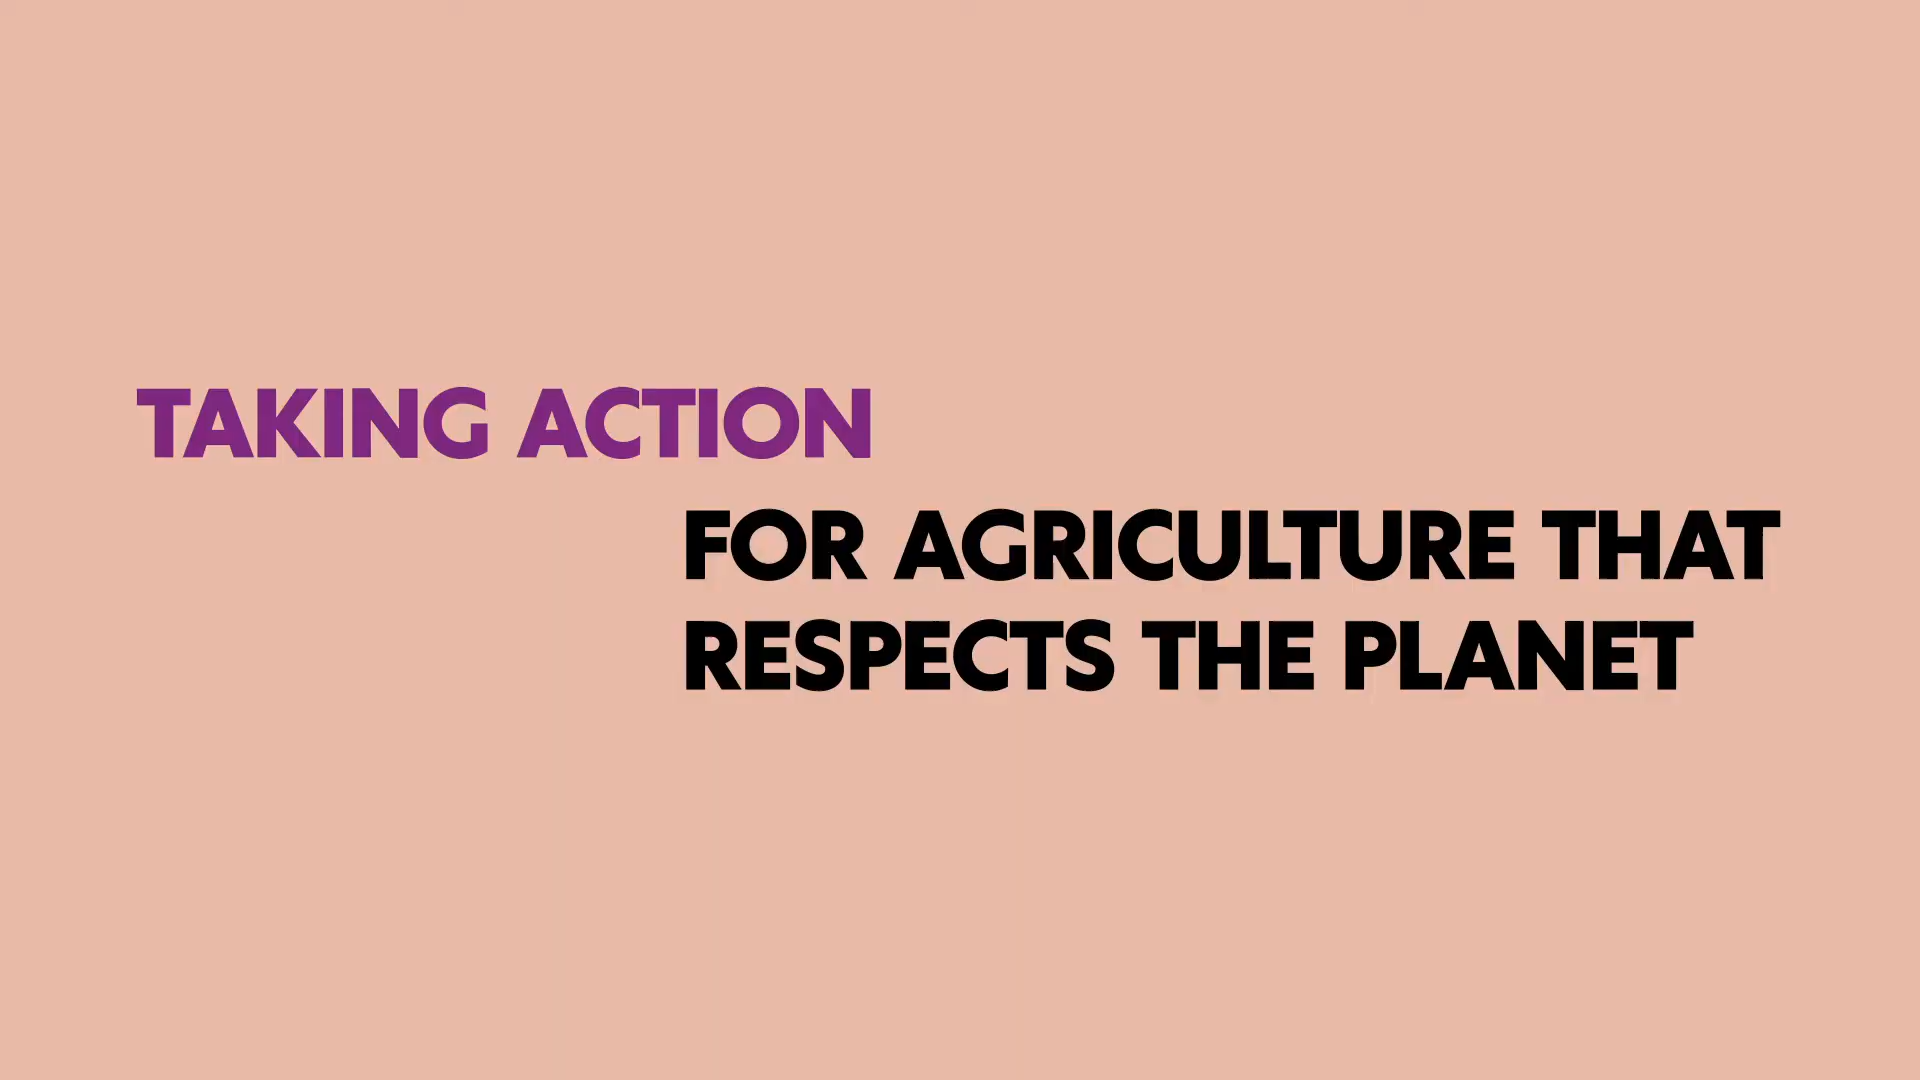 TAKING ACTION
FOR AGRICULTURE THAT
RESPECTS THE PLANET